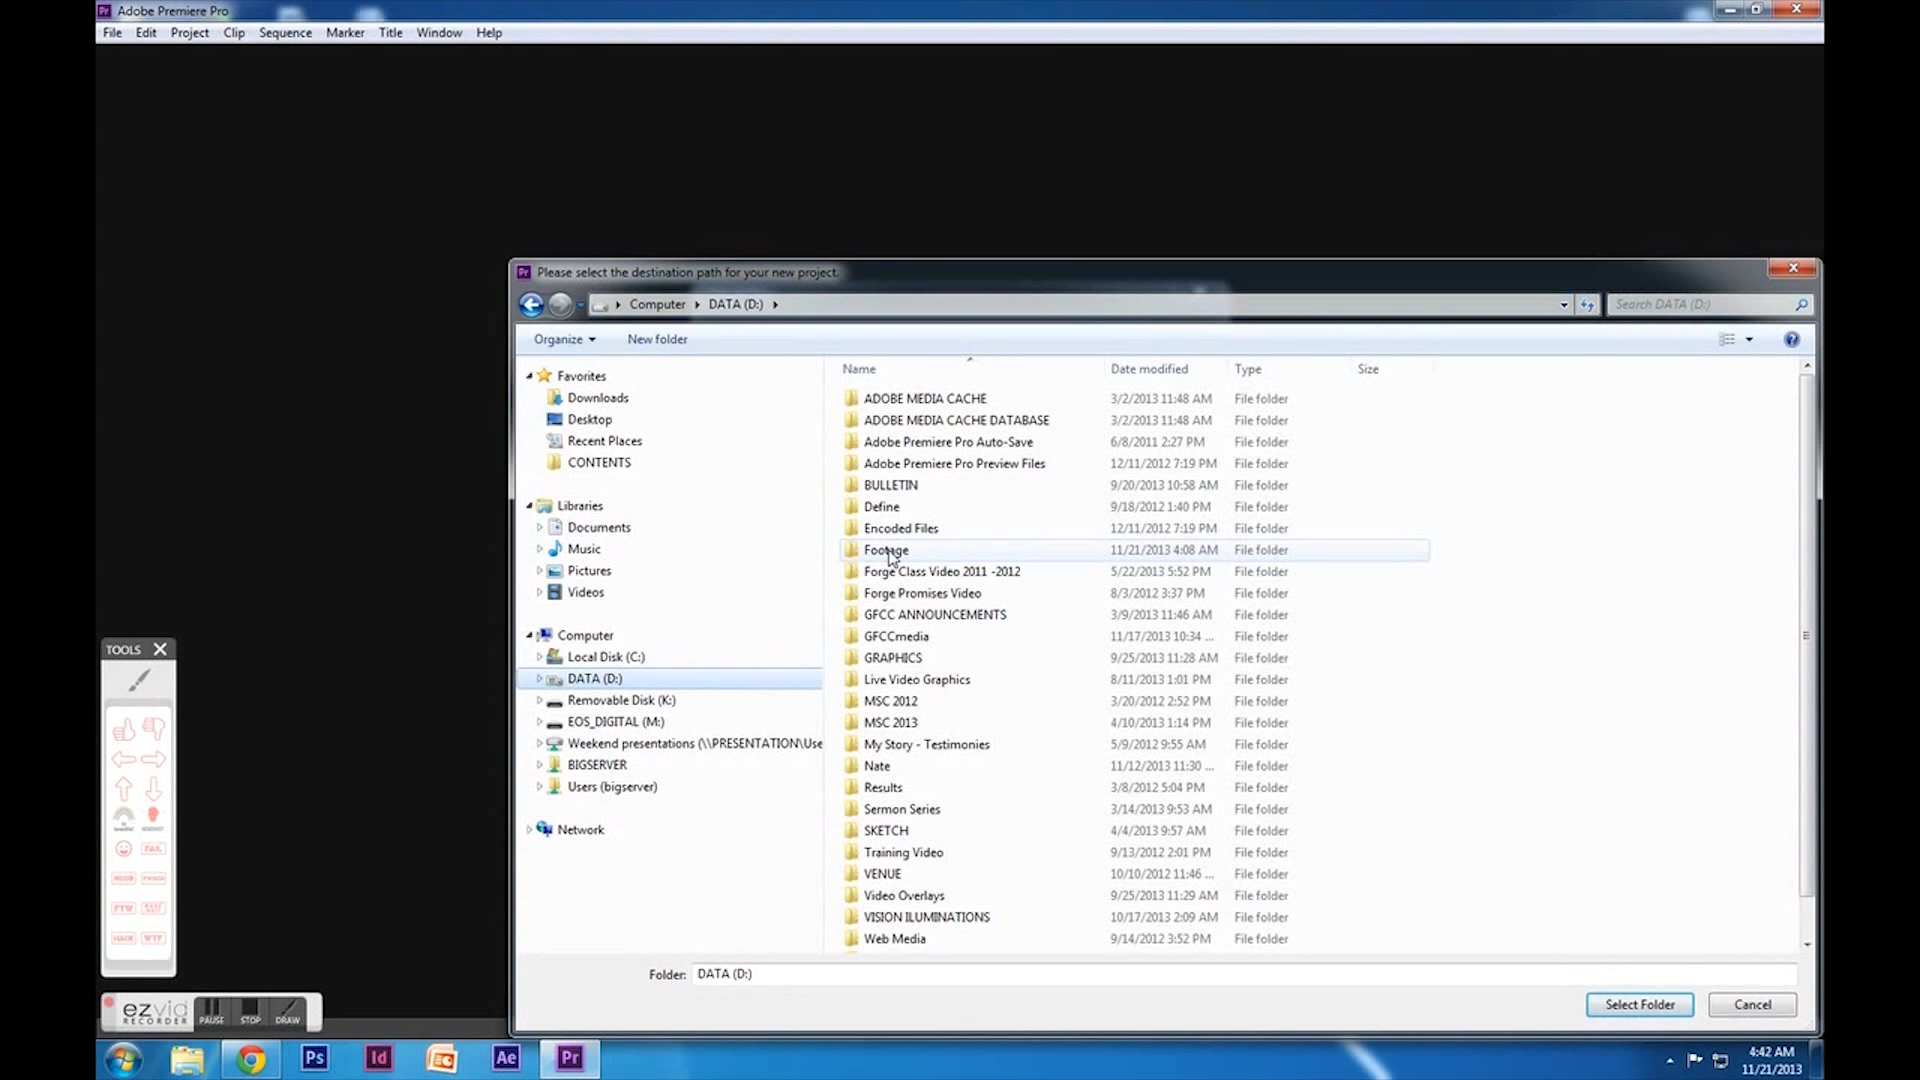 Adobe Premiere Pro
File Edit Project Clip Sequence Marker Title Window Help
Please select the destination path for your new project.
Computer DATA (D:)
Search DATA (D:)
Organize New folder
Name Date modified Type Size
Favorites
Downloads
Desktop
Recent Places
CONTENTS
Libraries
Documents
Music
Pictures
Videos
Computer
Local Disk (C:)
DATA (D:)
Removable Disk (K:)
EOS_DIGITAL (M:)
Weekend presentations (\\PRESENTATION\Use
BIGSERVER
Users (bigserver)
Network
ADOBE MEDIA CACHE 3/2/2013 11:48 AM File folder
ADOBE MEDIA CACHE DATABASE 3/2/2013 11:48 AM File folder
Adobe Premiere Pro Auto-Save 6/8/2011 2:27 PM File folder
Adobe Premiere Pro Preview Files 12/11/2012 7:19 PM File folder
BULLETIN 9/20/2013 10:58 AM File folder
Define 9/18/2012 1:40 PM File folder
Encoded Files 12/11/2012 7:19 PM File folder
Footage 11/21/2013 4:08 AM File folder
Forge Class Video 2011 -2012 5/22/2013 5:52 PM File folder
Forge Promises Video 8/3/2012 3:37 PM File folder
GFCC ANNOUNCEMENTS 3/9/2013 11:46 AM File folder
GFCCmedia 11/17/2013 10:34 ... File folder
GRAPHICS 9/25/2013 11:28 AM File folder
Live Video Graphics 8/11/2013 1:01 PM File folder
MSC 2012 3/20/2012 2:52 PM File folder
MSC 2013 4/10/2013 1:14 PM File folder
My Story - Testimonies 5/9/2012 9:55 AM File folder
Nate 11/12/2013 11:30 ... File folder
Results 3/8/2012 5:04 PM File folder
Sermon Series 3/14/2013 9:53 AM File folder
SKETCH 4/4/2013 9:57 AM File folder
Training Video 9/13/2012 2:01 PM File folder
VENUE 10/10/2012 11:46 ... File folder
Video Overlays 9/25/2013 11:29 AM File folder
VISION ILUMINATIONS 10/17/2013 2:09 AM File folder
Web Media 9/14/2012 3:52 PM File folder
Folder: DATA (D:)
Select Folder Cancel
TOOLS
FAIL
NOOB
FTW
HACK WTF
ezvid
RECORDER
PAUSE STOP DRAW
Ps Id Ae Pr
4:42 AM
11/21/2013